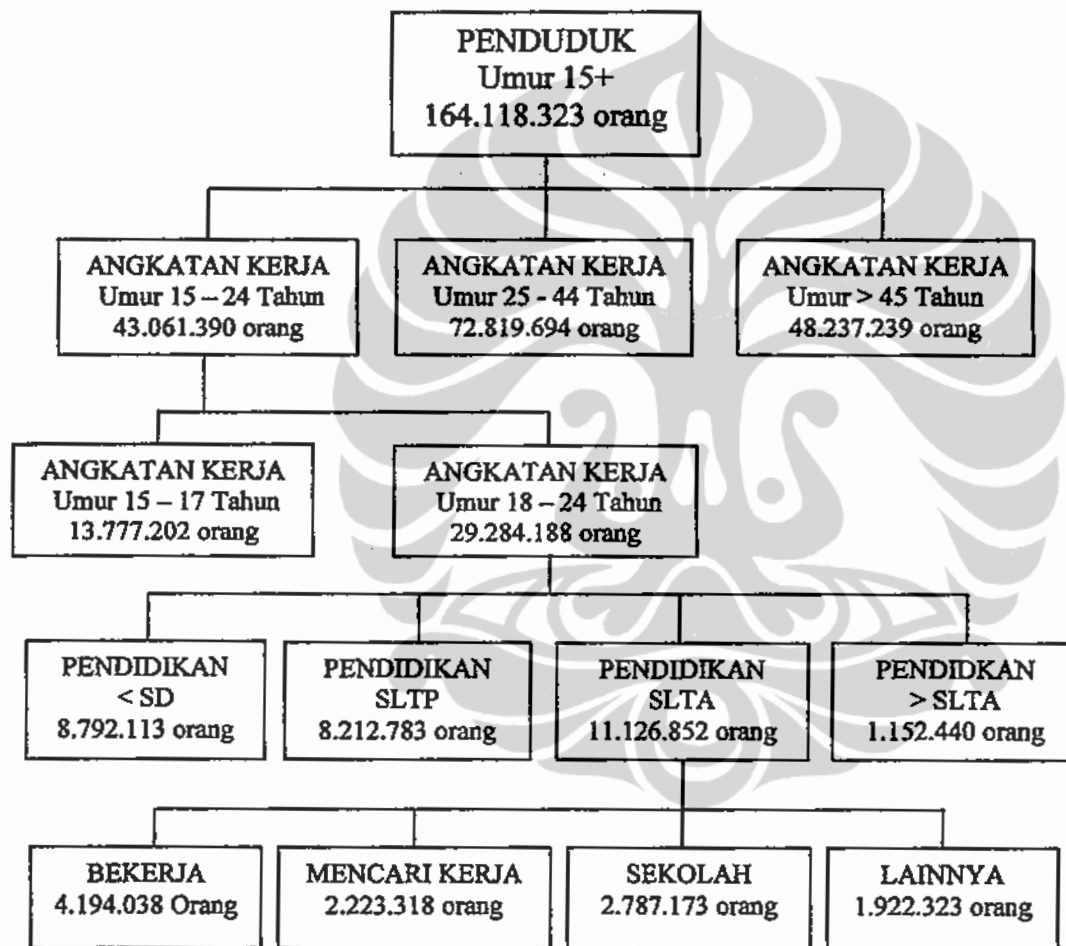 PENDUDUK
Umur 15+
164.118.323 orang
ANGKATAN KERJA
Umur 15 – 24 Tahun
43.061.390 orang
ANGKATAN KERJA
Umur 25 - 44 Tahun
72.819.694 orang
ANGKATAN KERJA
Umur > 45 Tahun
48.237.239 orang
ANGKATAN KERJA
Umur 15 – 17 Tahun
13.777.202 orang
ANGKATAN KERJA
Umur 18 – 24 Tahun
29.284.188 orang
PENDIDIKAN
< SD
8.792.113 orang
PENDIDIKAN
SLTP
8.212.783 orang
PENDIDIKAN
SLTA
11.126.852 orang
PENDIDKAN
> SLTA
1.152.440 orang
BEKERJA
4.194.038 Orang
MENCARI KERJA
2.223.318 orang
SEKOLAH
2.787.173 orang
LAINNYA
1.922.323 orang